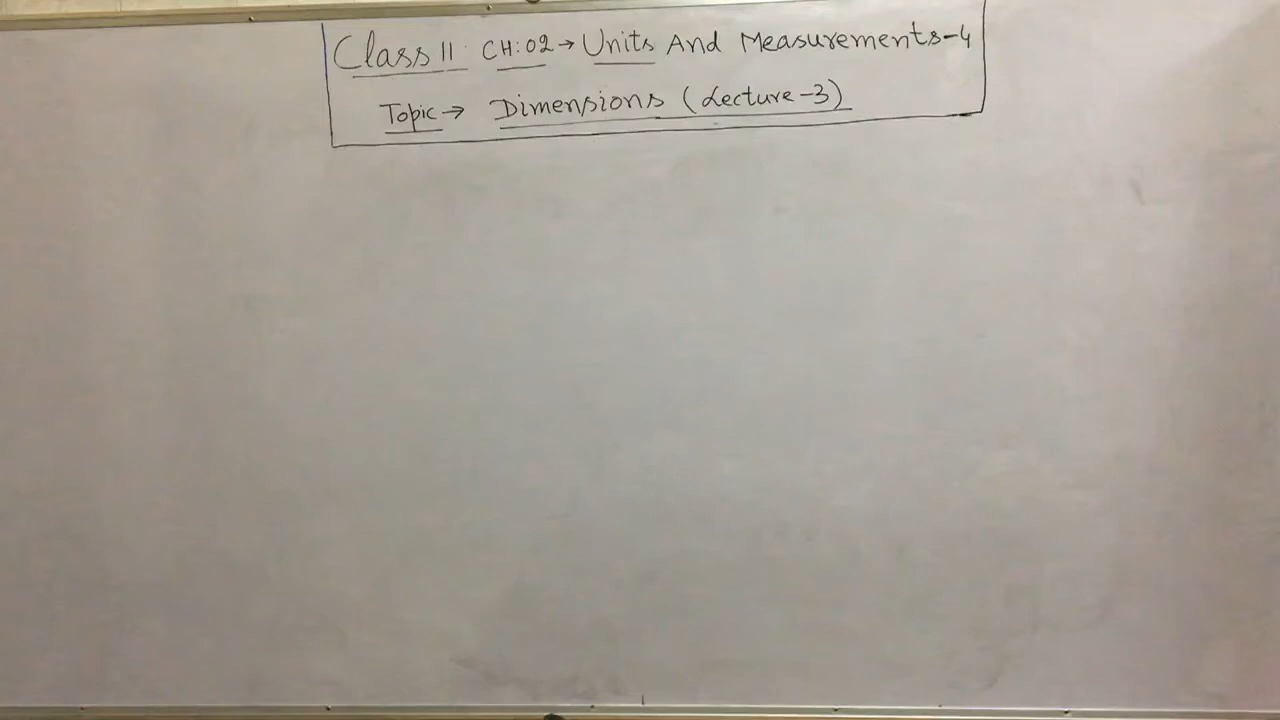 Class 11 CH:02→ Units And Measurements-4
Topic→ Dimensions (Lecture-3)